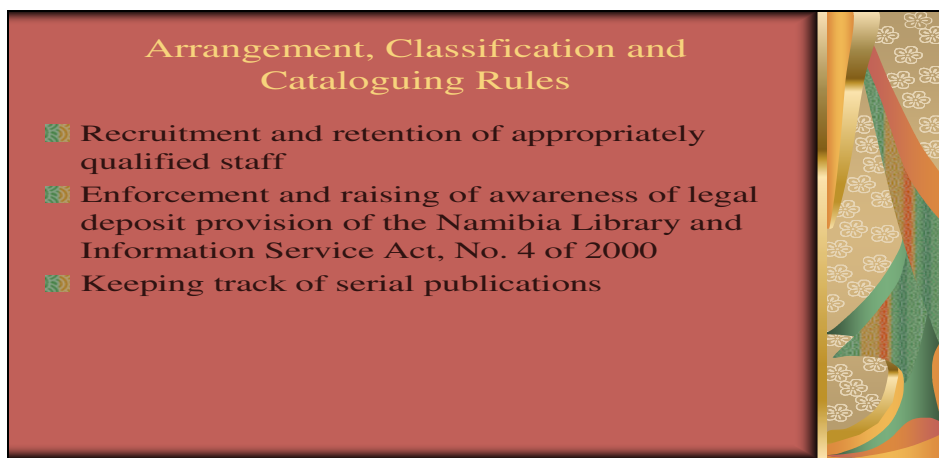 Arrangement, Classification and
Cataloguing Rules
Recruitment and retention of appropriately
qualified staff
Enforcement and raising of awareness of legal
deposit provision of the Namibia Library and
Information Service Act, No. 4 of 2000
Keeping track of serial publications